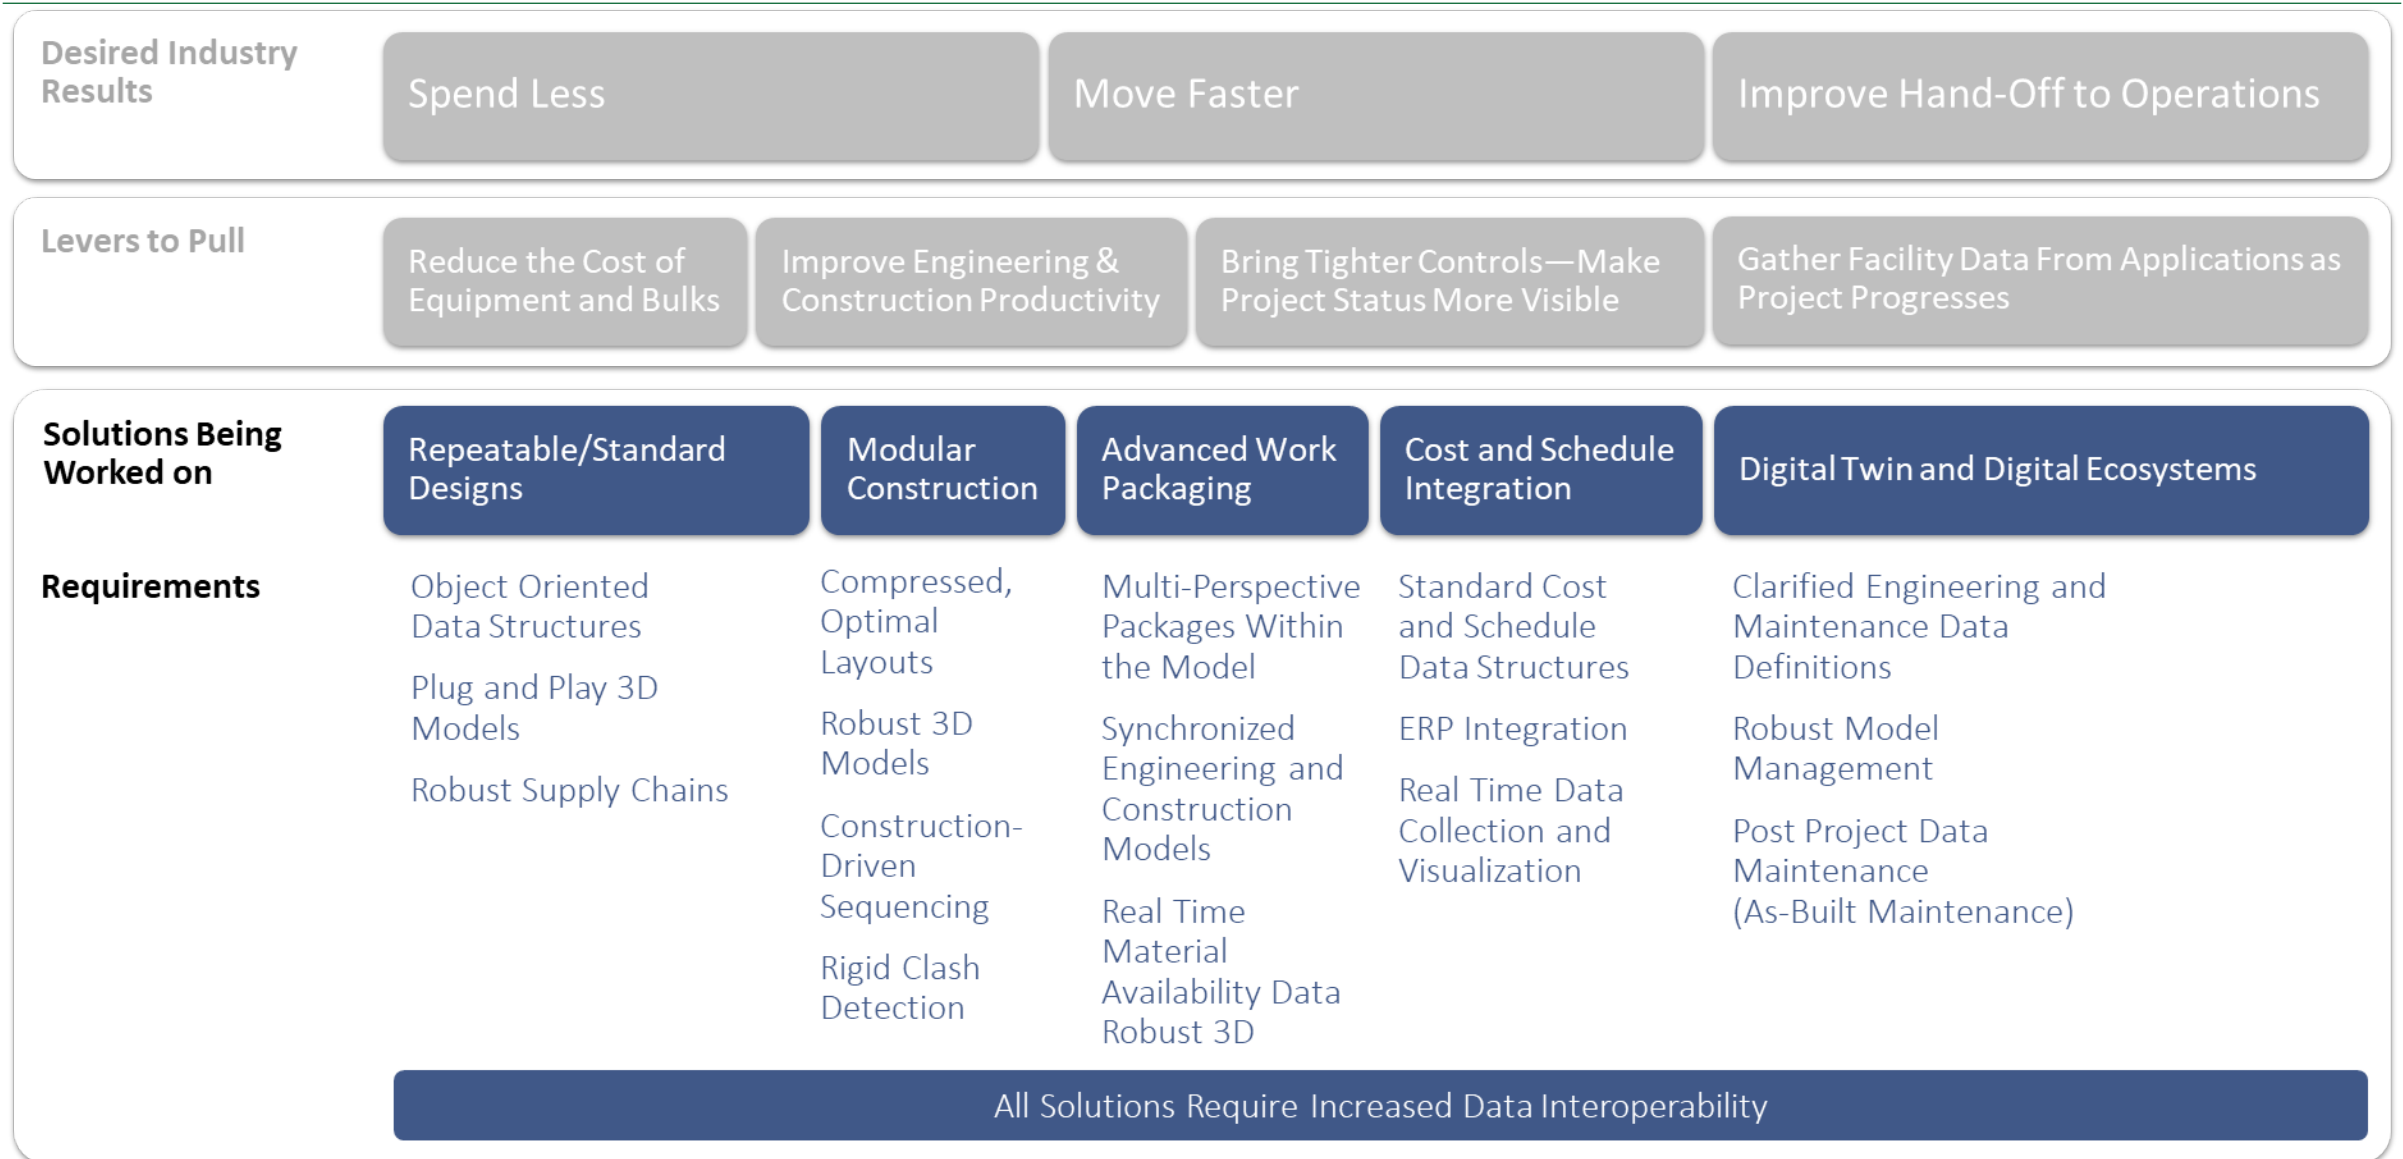 Desired Industry
Results
Spend Less
Move Faster
Improve Hand-Off to Operations
Levers to Pull
Reduce the Cost of
Equipment and Bulks
Improve Engineering &
Construction Productivity
Bring Tighter Controls—Make
Project Status More Visible
Gather Facility Data From Applications as
Project Progresses
Solutions Being
Worked on
Repeatable/Standard
Designs
Modular
Construction
Advanced Work
Packaging
Cost and Schedule
Integration
Digital Twin and Digital Ecosystems
Requirements
Object Oriented
Data Structures
Plug and Play 3D
Models
Robust Supply Chains
Compressed,
Optimal
Layouts
Robust 3D
Models
Construction-
Driven
Sequencing
Rigid Clash
Detection
Multi-Perspective
Packages Within
the Model
Synchronized
Engineering and
Construction
Models
Real Time
Material
Availability Data
Robust 3D
Standard Cost
and Schedule
Data Structures
ERP Integration
Real Time Data
Collection and
Visualization
Clarified Engineering and
Maintenance Data
Definitions
Robust Model
Management
Post Project Data
Maintenance
(As-Built Maintenance)
All Solutions Require Increased Data Interoperability